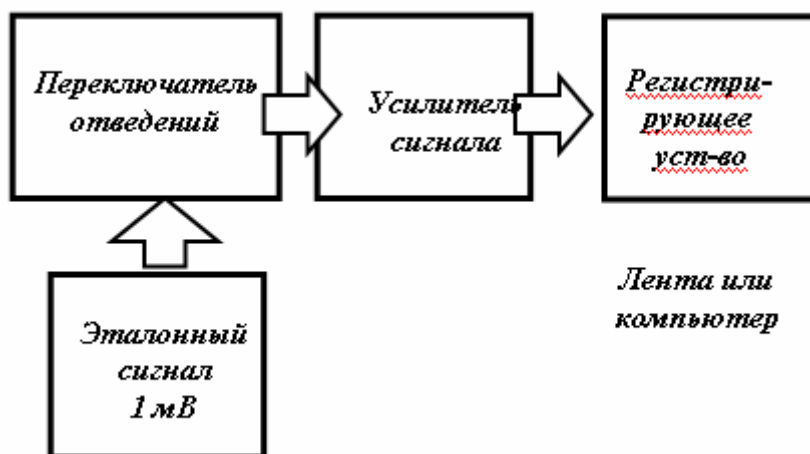 Переключатель
отведений
Усилитель
сигнала
Регистри-
рующее
уст-во
Эталонный
сигнал
1 мВ
Лента или
компьютер